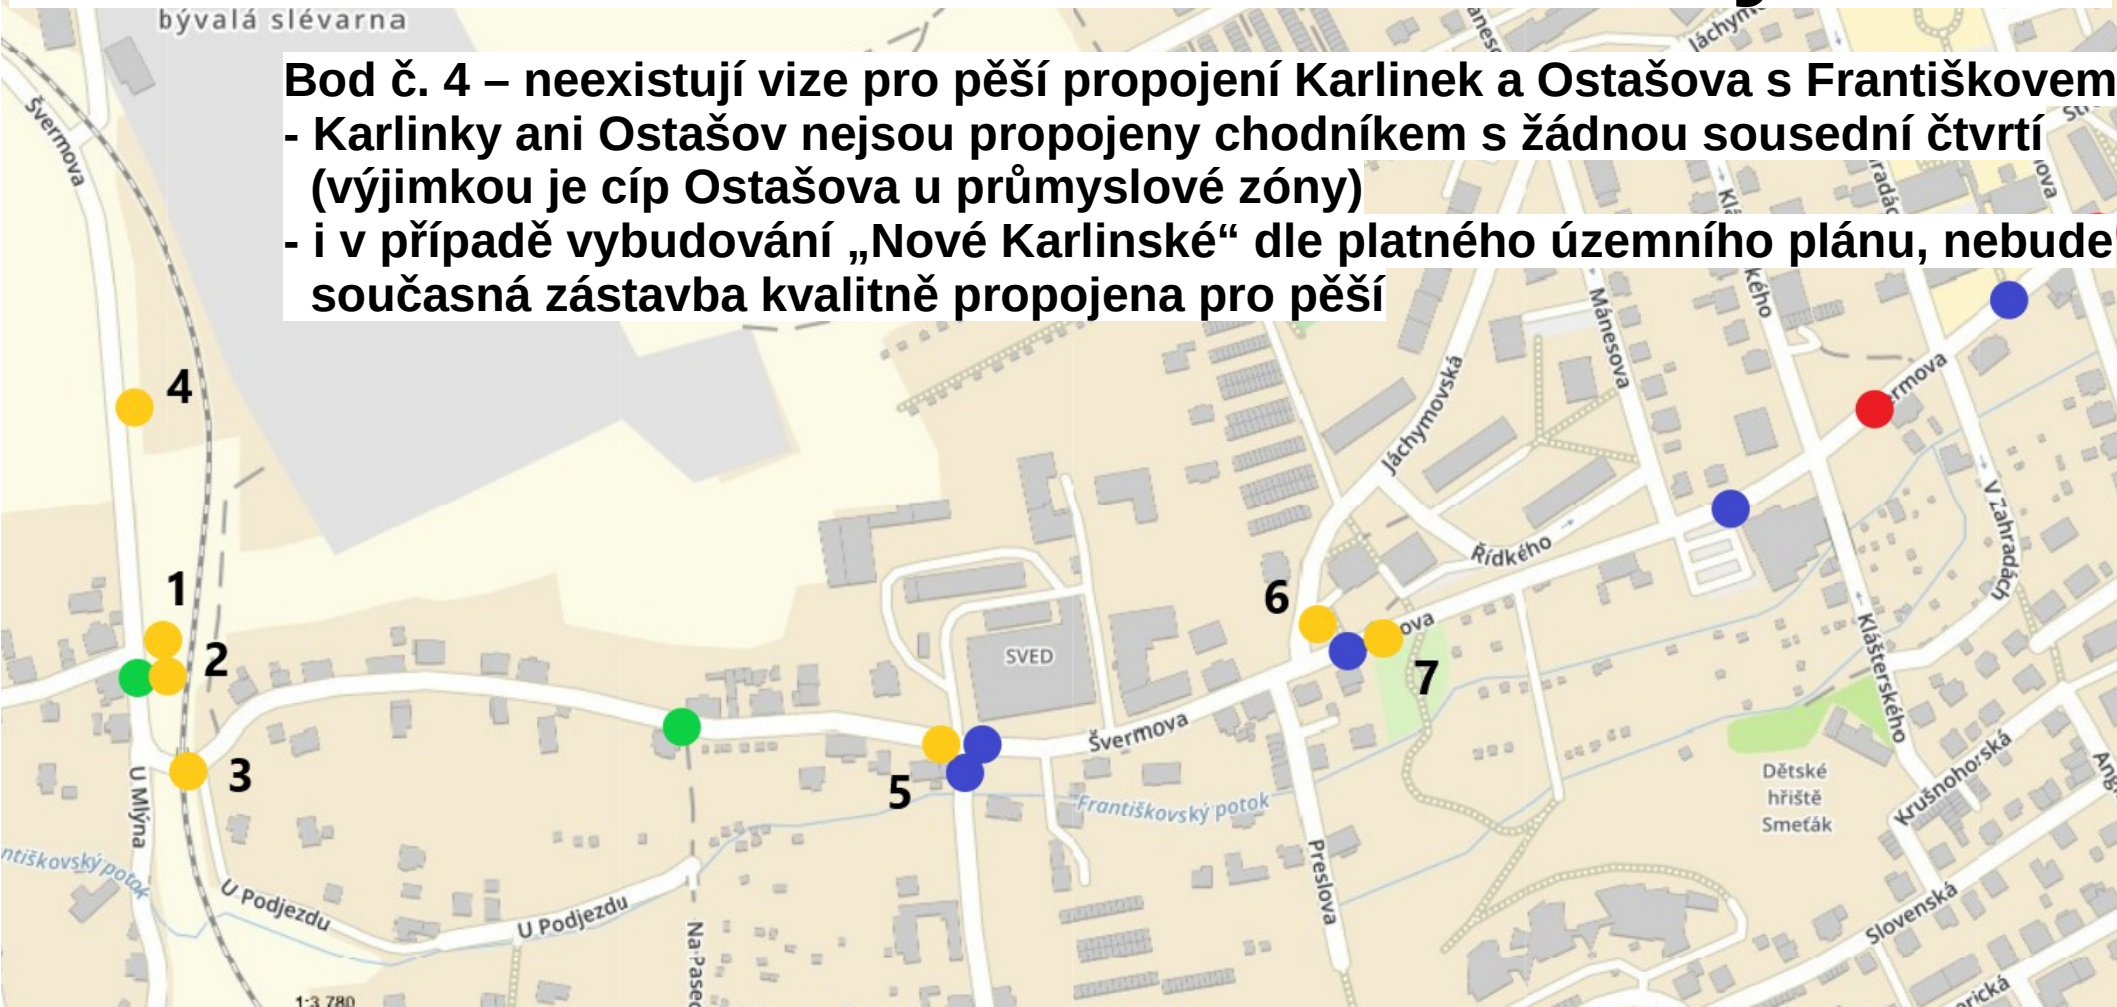 bývalá slévarna
Bod č. 4 – neexistují vize pro pěší propojení Karlinek a Ostašova s Františkovem
- Karlinky ani Ostašov nejsou propojeny chodníkem s žádnou sousední čtvrtí
(výjimkou je cíp Ostašova u průmyslové zóny)
- i v případě vybudování „Nové Karlinské“ dle platného územního plánu, nebude
současná zástavba kvalitně propojena pro pěší
Švermova
Mánesova
Jáchymovská
4
1
2
3
Řídkého
V Zahradách
Klášterského
6
7
SVED
Švermova
5
U Mlýna
Františkovský potok
Preslova
Dětské
hřiště
Smeťák
Krušnohorská
U Podjezdu
U Podjezdu
Slovenská
1:3 780